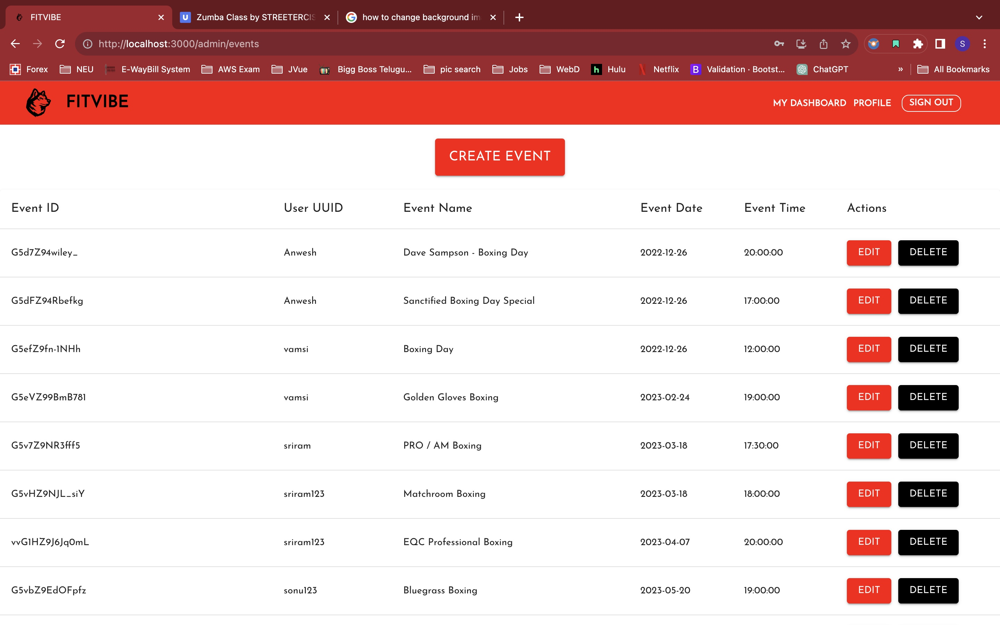 FITVIBE
U Zumba Class by STREETERCIS
how to change background im
http://localhost:3000/admin/events
S
Forex NEU E-WayBill System AWS Exam JVue Bigg Boss Telugu... pic search Jobs WebD h Hulu Netflix B Validation · Bootst... ChatGPT » All Bookmarks
FITVIBE MY DASHBOARD PROFILE SIGN OUT
CREATE EVENT
Event ID User UUID Event Name Event Date Event Time Actions
G5d7Z94wiley_ Anwesh Dave Sampson - Boxing Day 2022-12-26 20:00:00 EDIT DELETE
G5dFZ94Rbefkg Anwesh Sanctified Boxing Day Special 2022-12-26 17:00:00 EDIT DELETE
G5efZ9fn-1NHh vamsi Boxing Day 2022-12-26 12:00:00 EDIT DELETE
G5eVZ99BmB781 vamsi Golden Gloves Boxing 2023-02-24 19:00:00 EDIT DELETE
G5v7Z9NR3fff5 sriram PRO / AM Boxing 2023-03-18 17:30:00 EDIT DELETE
G5vHZ9NJL_siY sriram123 Matchroom Boxing 2023-03-18 18:00:00 EDIT DELETE
vvG1HZ9J6Jq0mL sriram123 EQC Professional Boxing 2023-04-07 20:00:00 EDIT DELETE
G5vbZ9EdOFpfz sonu123 Bluegrass Boxing 2023-05-20 19:00:00 EDIT DELETE